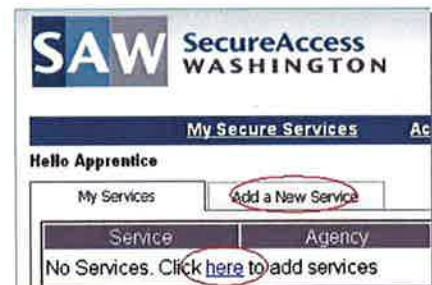 SAW SecureAccess
WASHINGTON
My Secure Services Ac
Hello Apprentice
My Services Add a New Service
Service Agency
No Services. Click here to add services